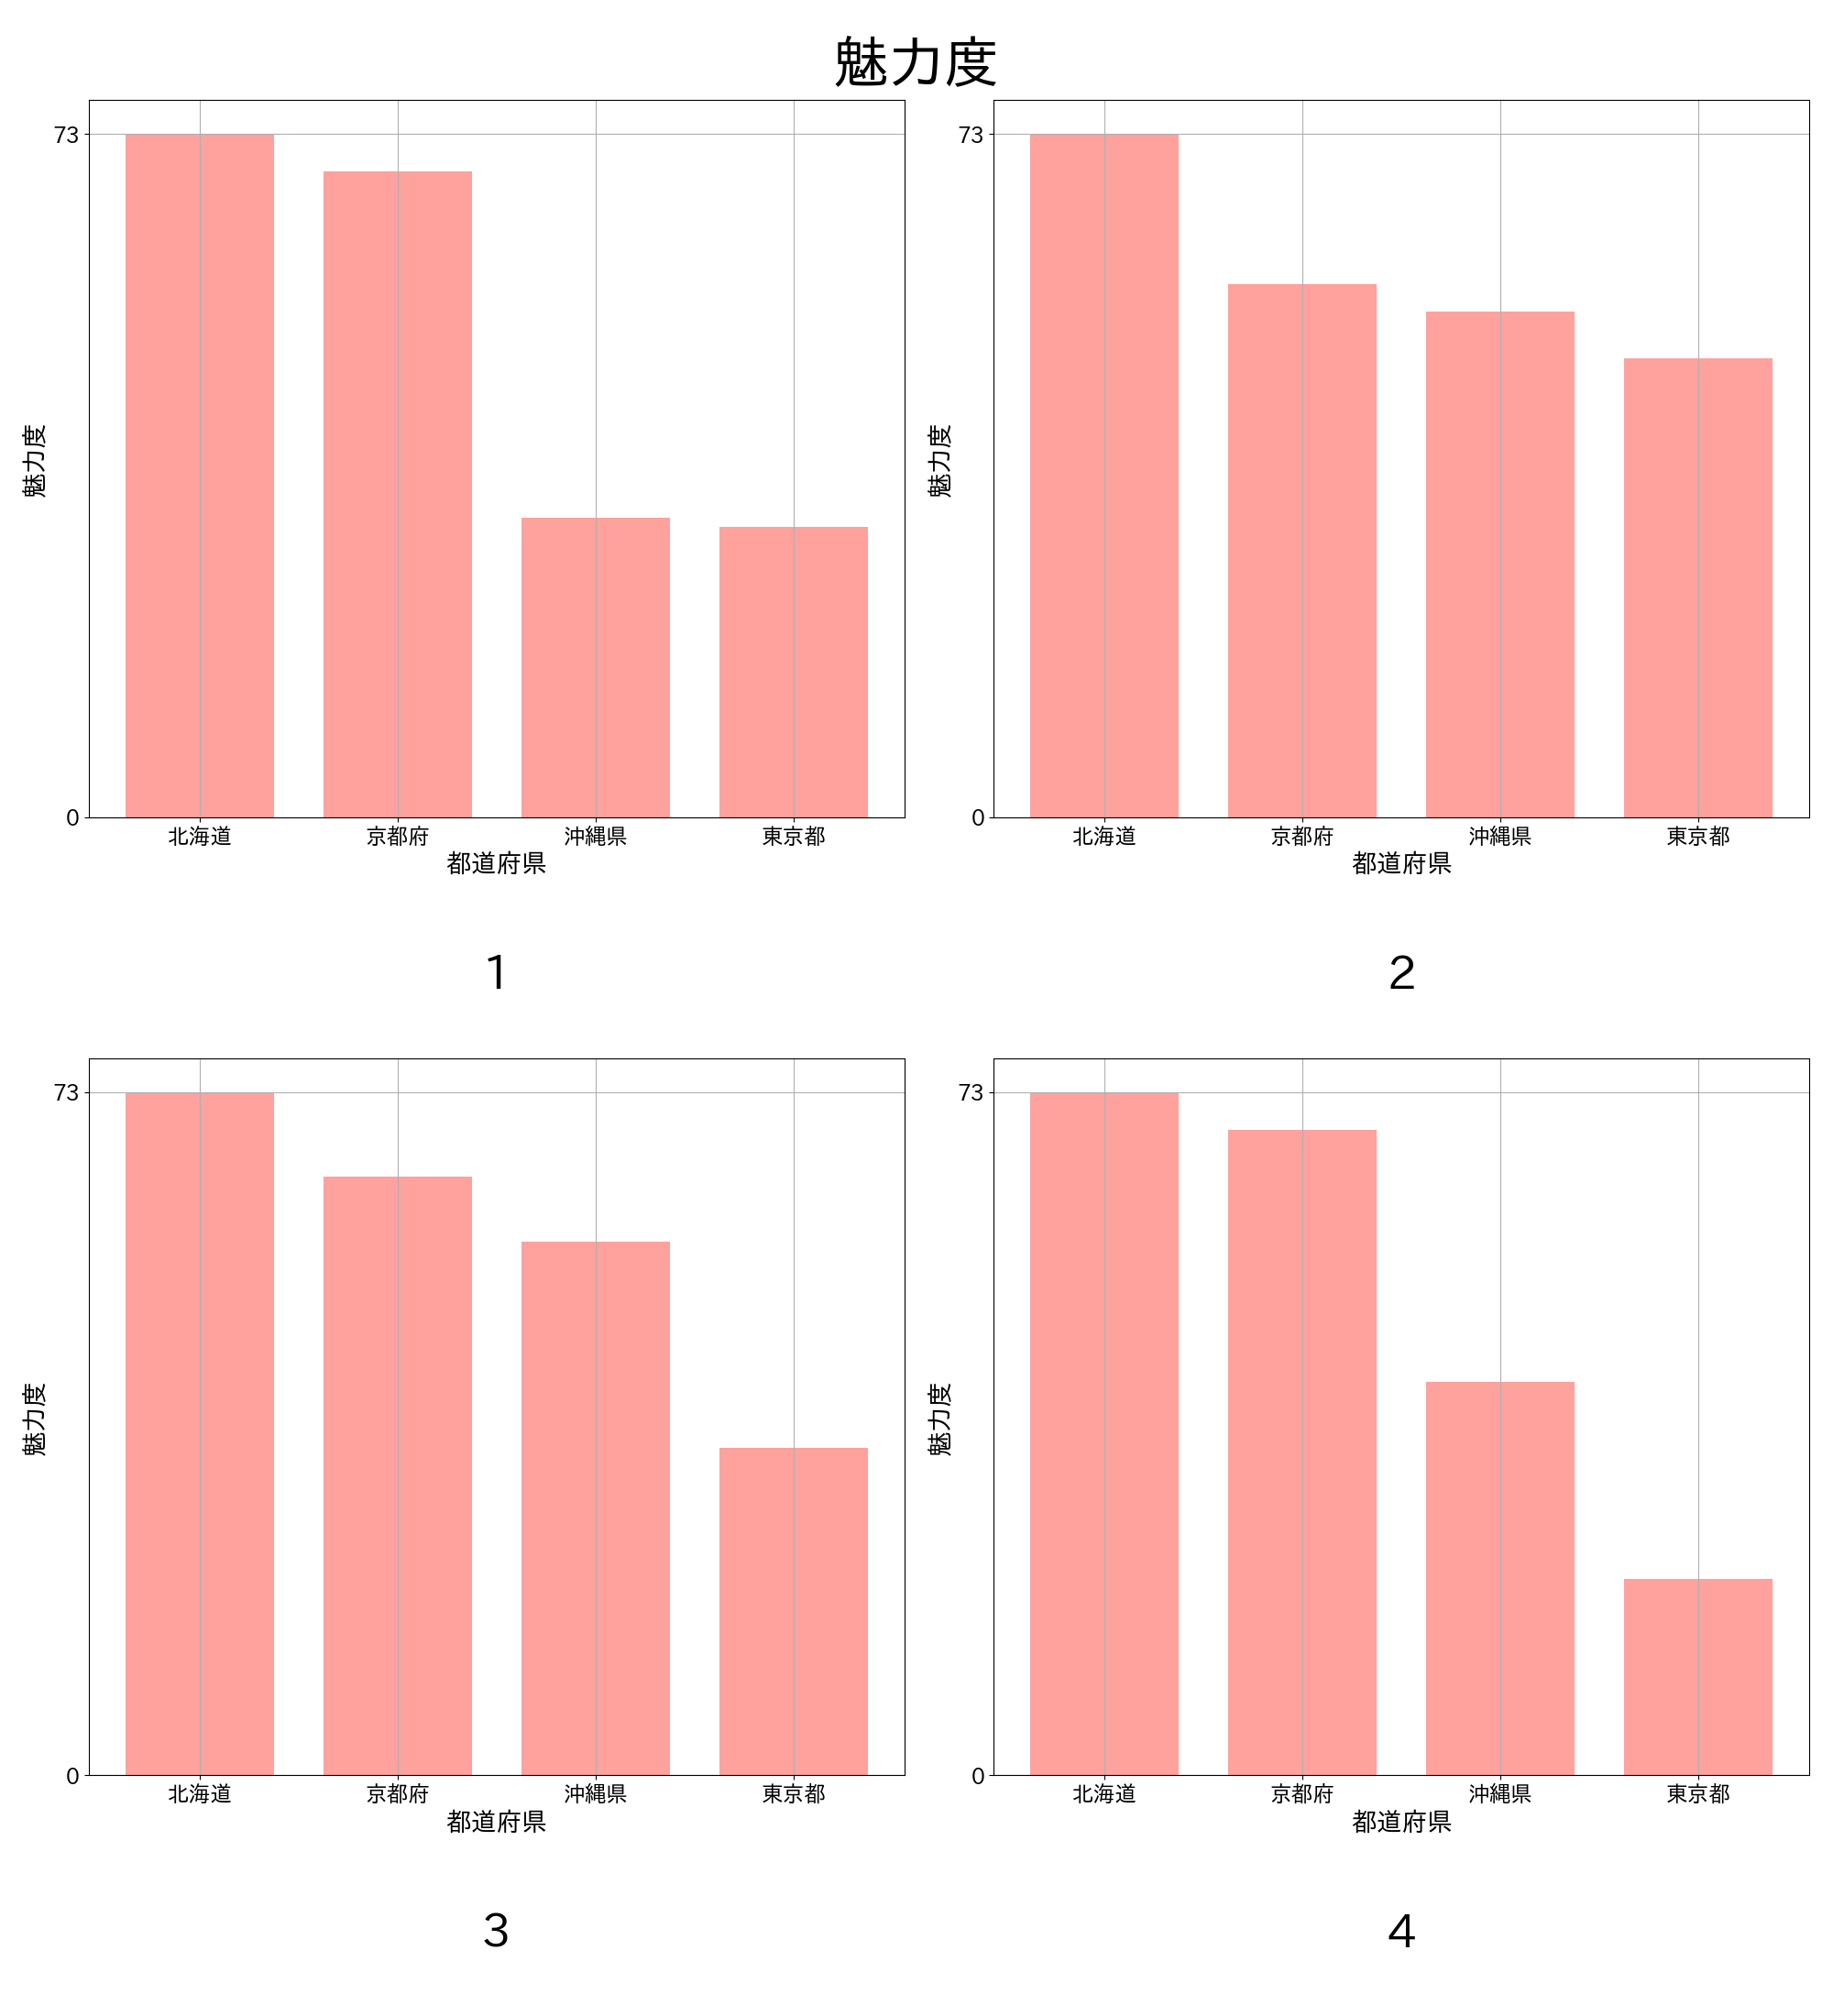 魅力度
魅力度
73
0
北海道 京都府 沖縄県 東京都
都道府県
1
魅力度
73
0
北海道 京都府 沖縄県 東京都
都道府県
2
魅力度
73
0
北海道 京都府 沖縄県 東京都
都道府県
3
魅力度
73
0
北海道 京都府 沖縄県 東京都
都道府県
4